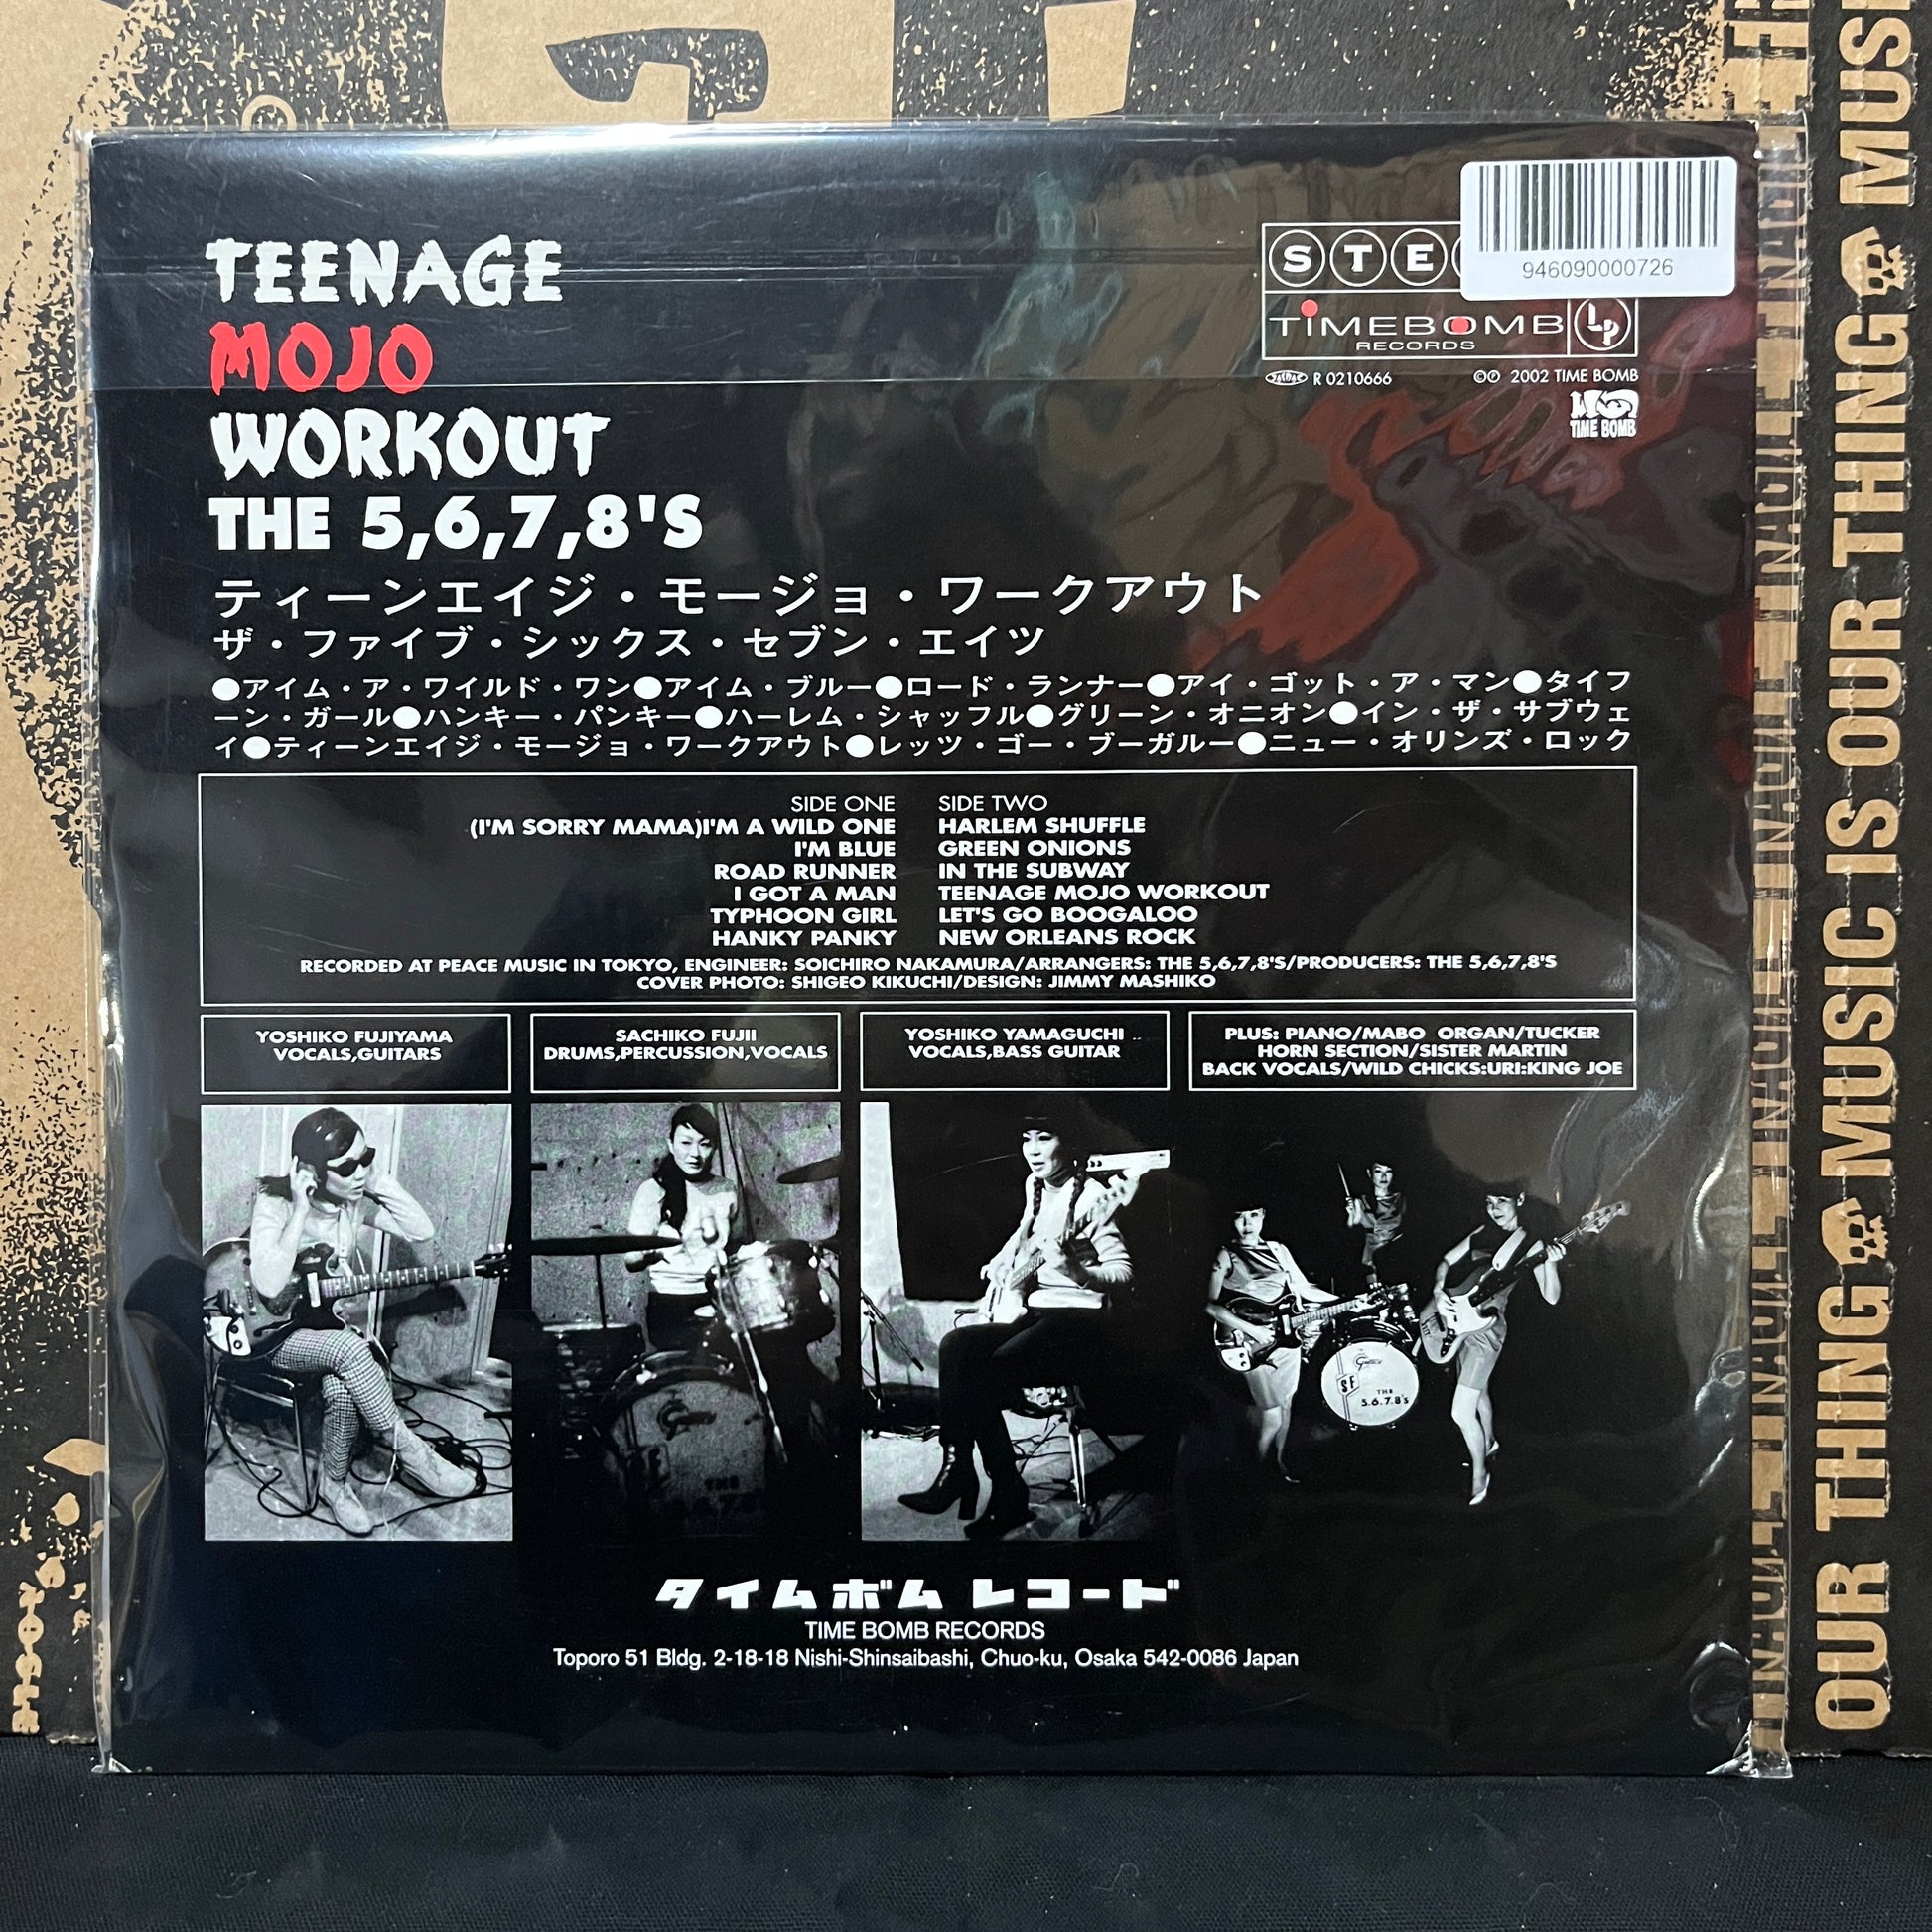 TEENAGE
MOJO
WORKOUT
THE 5,6,7,8'S
946090000726
STE
TIMEBOMB
RECORDS
LP
R 0210666
©℗ 2002 TIME BOMB
TIME BOMB
ティーンエイジ・モージョ・ワークアウト
ザ・ファイブ・シックス・セブン・エイツ
●アイム・ア・ワイルド・ワン●アイム・ブルー●ロード・ランナー●アイ・ゴット・ア・マン●タイフ
ーン・ガール●ハンキー・パンキー●ハーレム・シャッフル●グリーン・オニオン●イン・ザ・サブウェ
イ●ティーンエイジ・モージョ・ワークアウト●レッツ・ゴー・ブーガルー●ニュー・オリンズ・ロック
SIDE ONE
(I'M SORRY MAMA)I'M A WILD ONE
I'M BLUE
ROAD RUNNER
I GOT A MAN
TYPHOON GIRL
HANKY PANKY
SIDE TWO
HARLEM SHUFFLE
GREEN ONIONS
IN THE SUBWAY
TEENAGE MOJO WORKOUT
LET'S GO BOOGALOO
NEW ORLEANS ROCK
RECORDED AT PEACE MUSIC IN TOKYO, ENGINEER: SOICHIRO NAKAMURA/ARRANGERS: THE 5,6,7,8'S/PRODUCERS: THE 5,6,7,8'S
COVER PHOTO: SHIGEO KIKUCHI/DESIGN: JIMMY MASHIKO
YOSHIKO FUJIYAMA
VOCALS,GUITARS
SACHIKO FUJII
DRUMS,PERCUSSION,VOCALS
YOSHIKO YAMAGUCHI
VOCALS,BASS GUITAR
PLUS: PIANO/MABO ORGAN/TUCKER
HORN SECTION/SISTER MARTIN
BACK VOCALS/WILD CHICKS:URI:KING JOE
Gretsch
SF
THE
5.6.7.8's
タイムボム レコード
TIME BOMB RECORDS
Toporo 51 Bldg. 2-18-18 Nishi-Shinsaibashi, Chuo-ku, Osaka 542-0086 Japan
OUR THING MUSIC IS OUR THING MUS